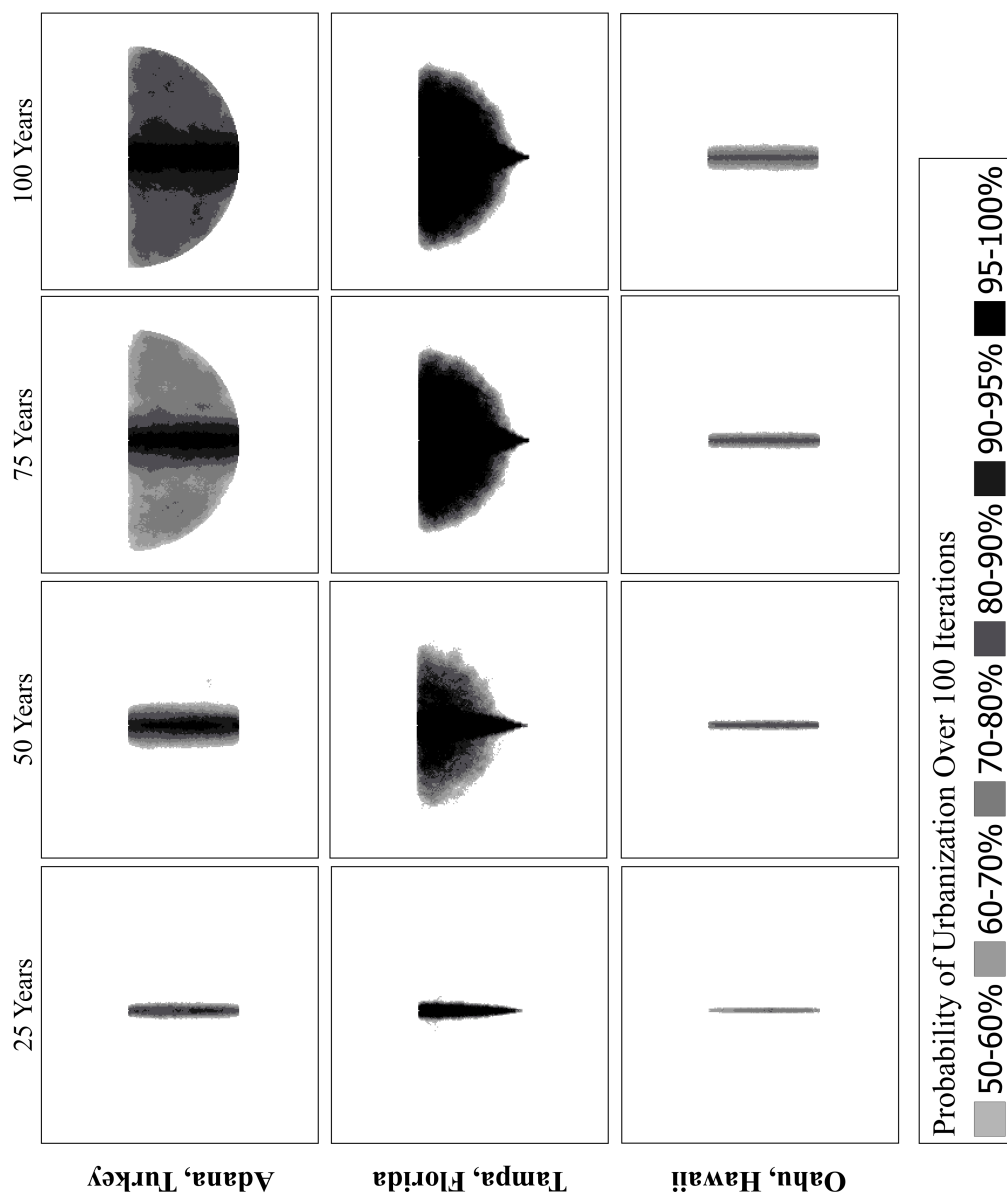 25 Years
50 Years
75 Years
100 Years
Adana, Turkey
Tampa, Florida
Oahu, Hawaii
Probability of Urbanization Over 100 Iterations
50-60% 60-70% 70-80% 80-90% 90-95% 95-100%